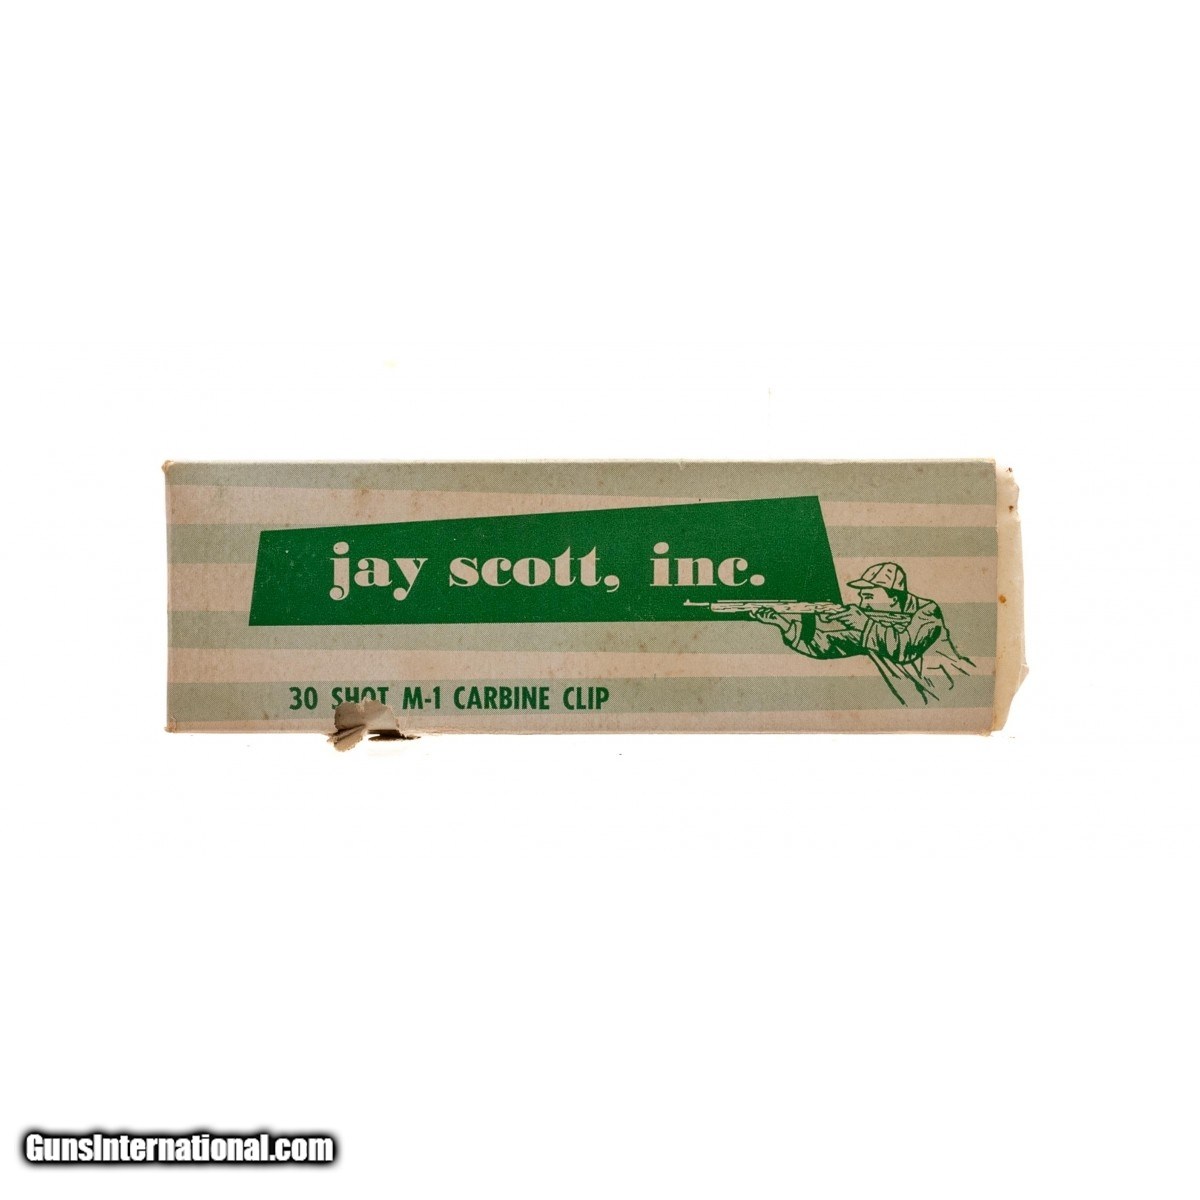 jay scott, inc.
30 SHOT M-1 CARBINE CLIP
GunsInternational.com